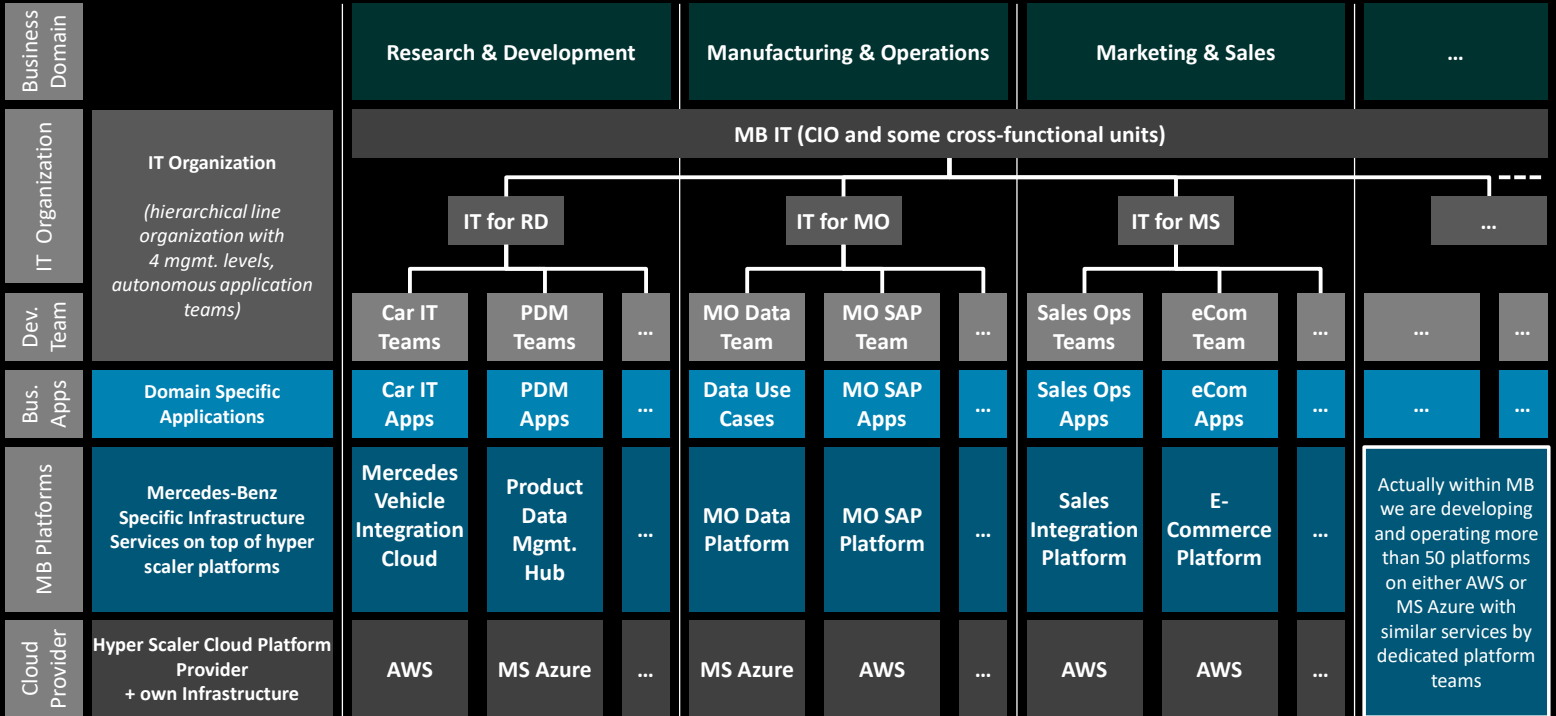 Business
Domain
Research & Development
Manufacturing & Operations
Marketing & Sales
...
IT Organization
IT Organization
(hierarchical line
organization with
4 mgmt. levels,
autonomous application
teams)
MB IT (CIO and some cross-functional units)
IT for RD
IT for MO
IT for MS
...
Dev.
Team
Car IT
Teams
PDM
Teams
...
MO Data
Team
MO SAP
Team
...
Sales Ops
Teams
eCom
Team
...
...
...
Bus.
Apps
Domain Specific
Applications
Car IT
Apps
PDM
Apps
...
Data Use
Cases
MO SAP
Apps
...
Sales Ops
Apps
eCom
Apps
...
...
...
MB Platforms
Mercedes-Benz
Specific Infrastructure
Services on top of hyper
scaler platforms
Mercedes
Vehicle
Integration
Cloud
Product
Data
Mgmt.
Hub
...
MO Data
Platform
MO SAP
Platform
...
Sales
Integration
Platform
E-
Commerce
Platform
...
Actually within MB
we are developing
and operating more
than 50 platforms
on either AWS or
MS Azure with
similar services by
dedicated platform
teams
Cloud
Provider
Hyper Scaler Cloud Platform
Provider
+ own Infrastructure
AWS
MS Azure
...
MS Azure
AWS
...
AWS
AWS
...